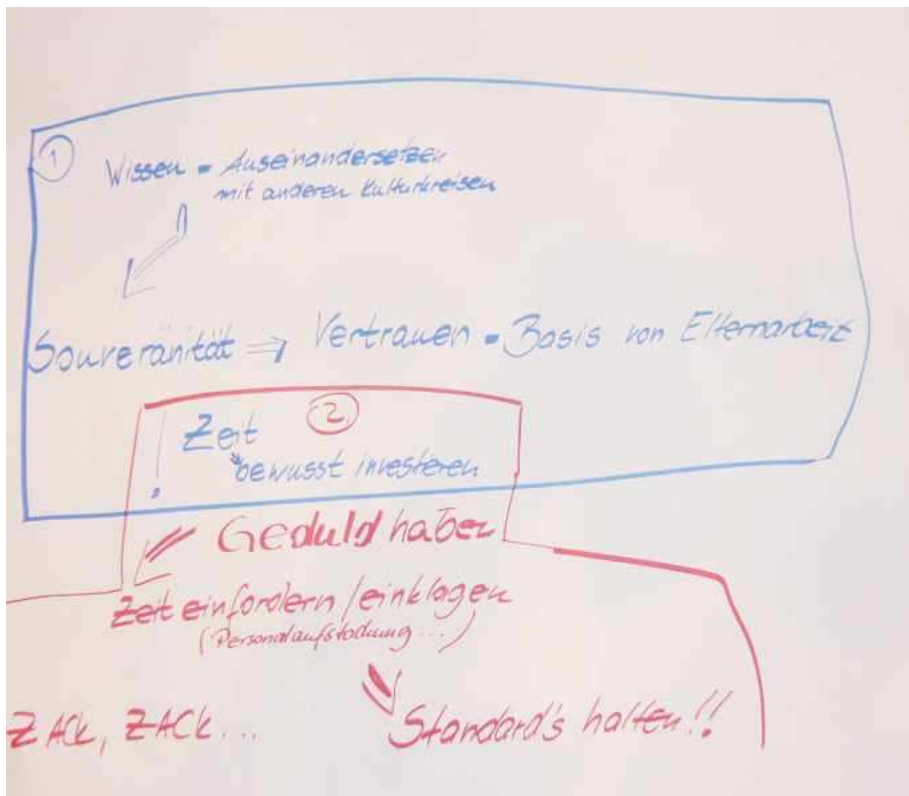 1
Wissen = Auseinandersetzen
mit anderen Kulturkreisen
Souveränität ⇒ Vertrauen = Basis von Elternarbeit
2.
! Zeit
bewusst investieren
Geduld haben
Zeit einfordern / einklagen
(Personalaufstockung ...)
ZACK, ZACK ...
Standard's halten!!